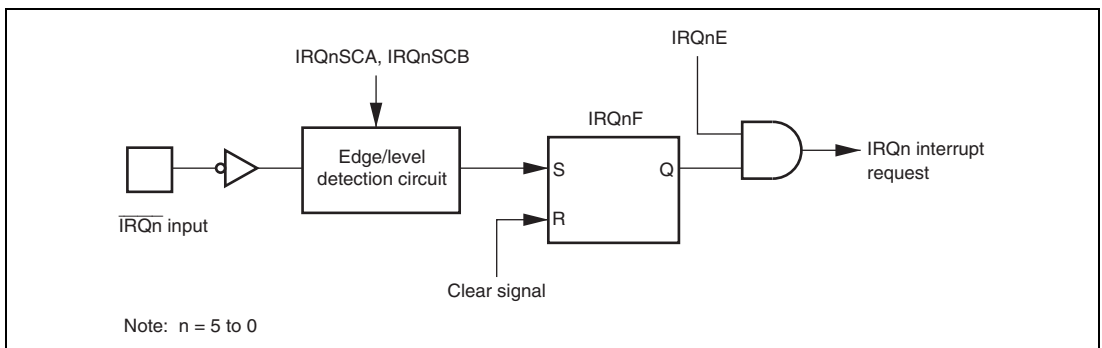 IRQnE
IRQnSCA, IRQnSCB
IRQnF
Edge/level
detection circuit
IRQn interrupt
request
S
Q
R
IRQn input
Clear signal
Note: n = 5 to 0